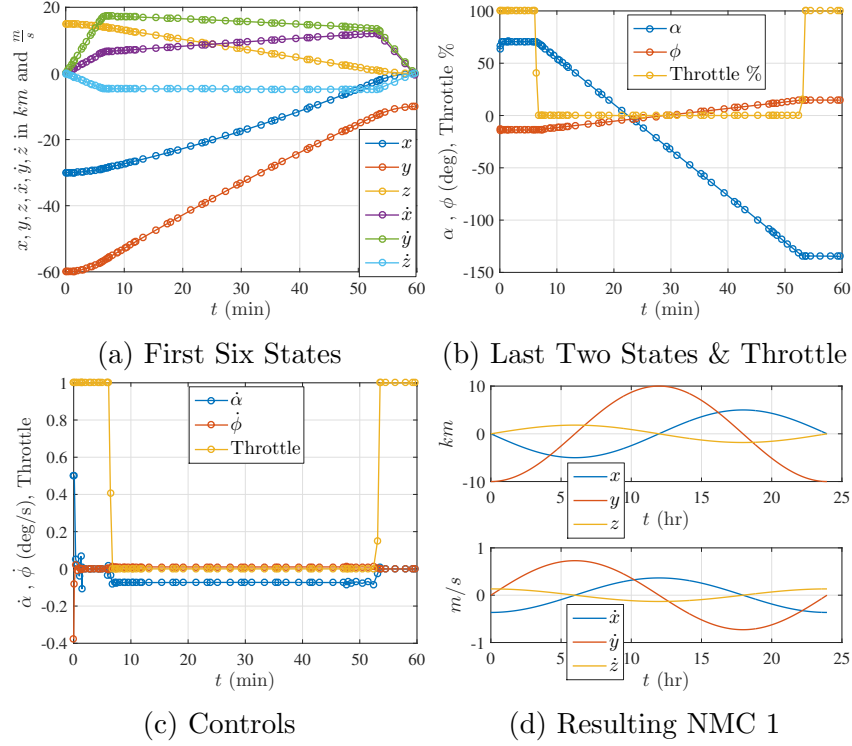 20
0
-20
-40
-60
0 10 20 30 40 50 60
t (min)
x, y, z, ẋ, ẏ, ż in km and m/s
x
y
z
ẋ
ẏ
ż
(a) First Six States
100
50
0
-50
-100
-150
0 10 20 30 40 50 60
t (min)
α , ϕ (deg), Throttle %
α
ϕ
Throttle %
(b) Last Two States & Throttle
1
0.8
0.6
0.4
0.2
0
-0.2
-0.4
0 10 20 30 40 50 60
t (min)
α̇ , ϕ̇ (deg/s), Throttle
α̇
ϕ̇
Throttle
(c) Controls
10
0
-10
0 5 10 15 20 25
t (hr)
km
x
y
z
1
0
-1
0 5 10 15 20 25
t (hr)
m/s
ẋ
ẏ
ż
(d) Resulting NMC 1